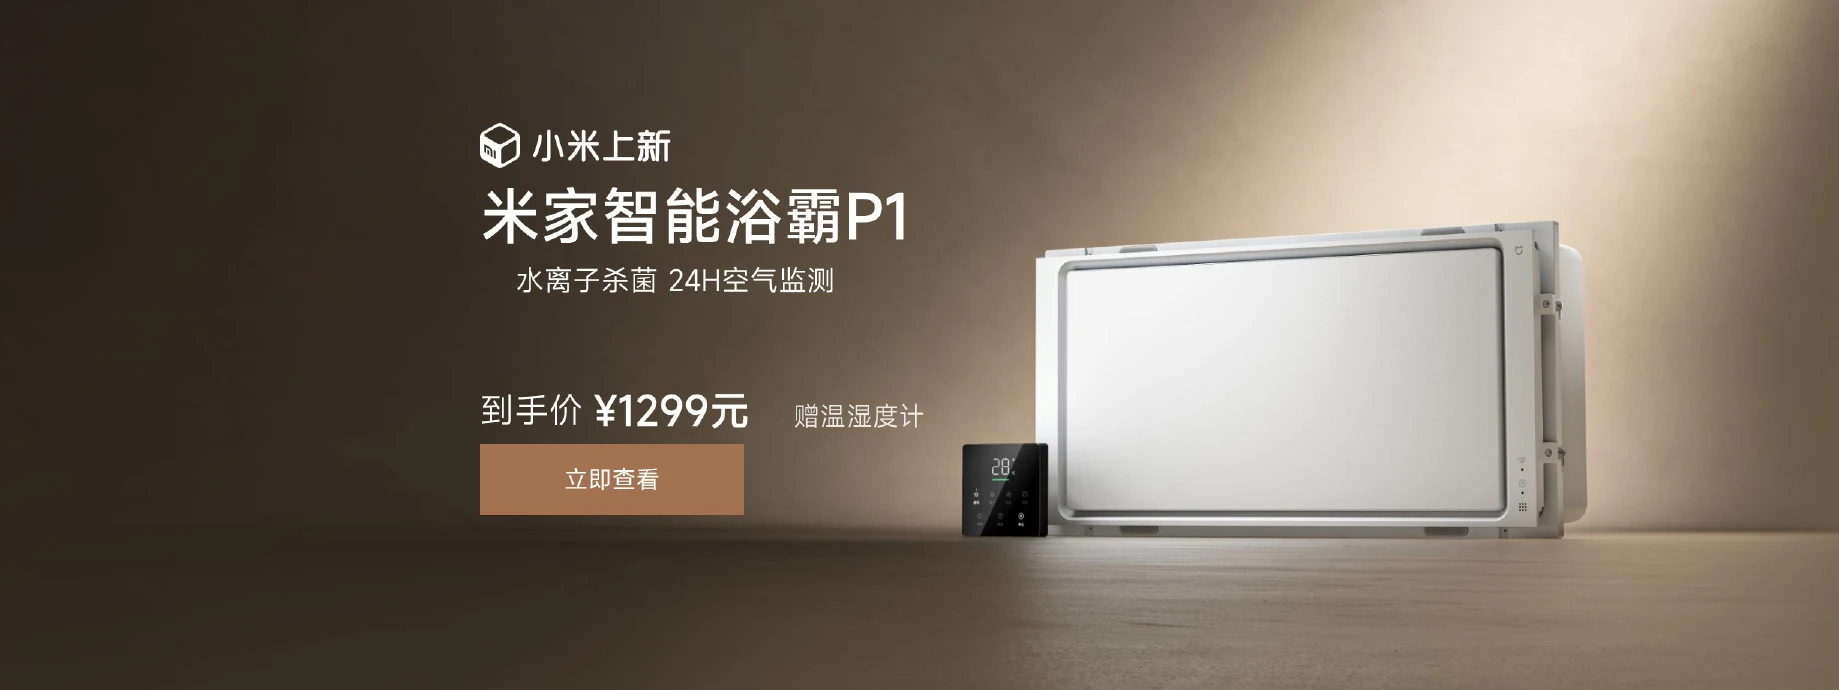 小米上新
米家智能浴霸P1
水离子杀菌 24H空气监测
到手价 ¥1299元 赠温湿度计
立即查看
28